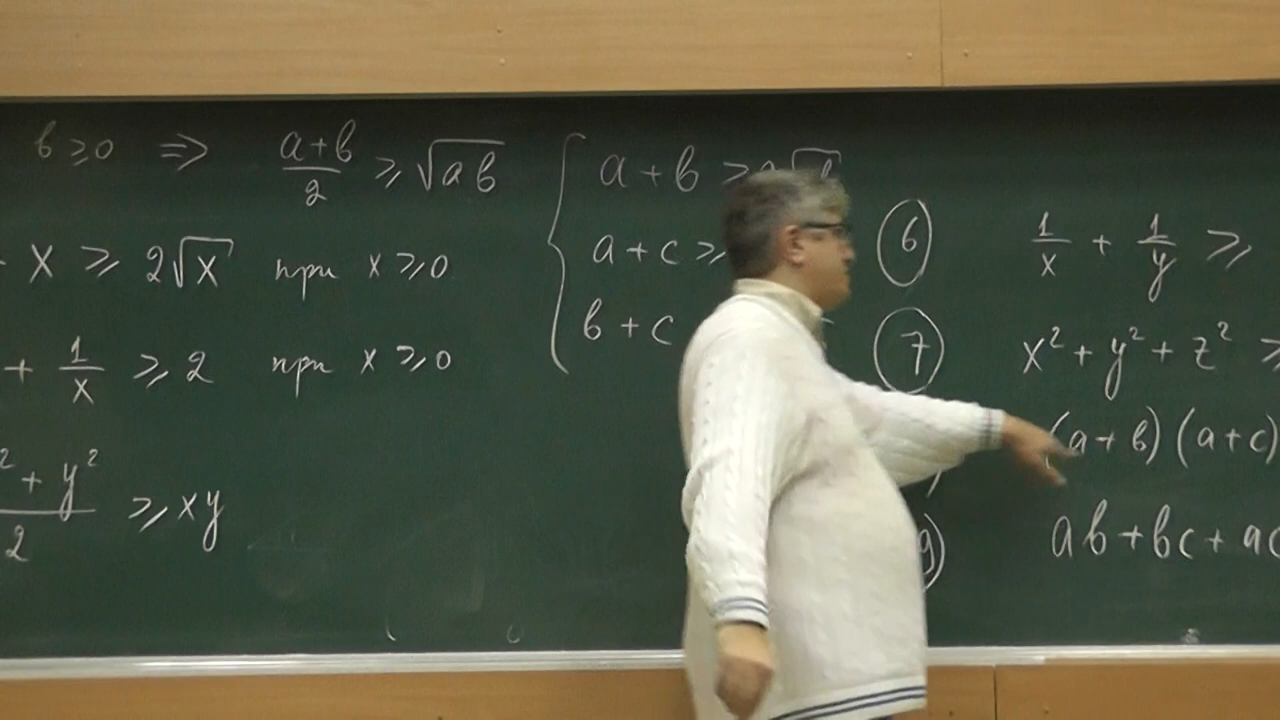 b ≥ 0 ⇒ (a+b)/2 ≥ √ab
X ≥ 2√x при x ≥ 0
+ 1/x ≥ 2 при x ≥ 0
² + y² / 2 ≥ xy
a + b ≥
a + c ≥
b + c
6 1/x + 1/y ≥
7 x² + y² + z² ≥
(a + b)(a + c)
9) ab + bc + ac